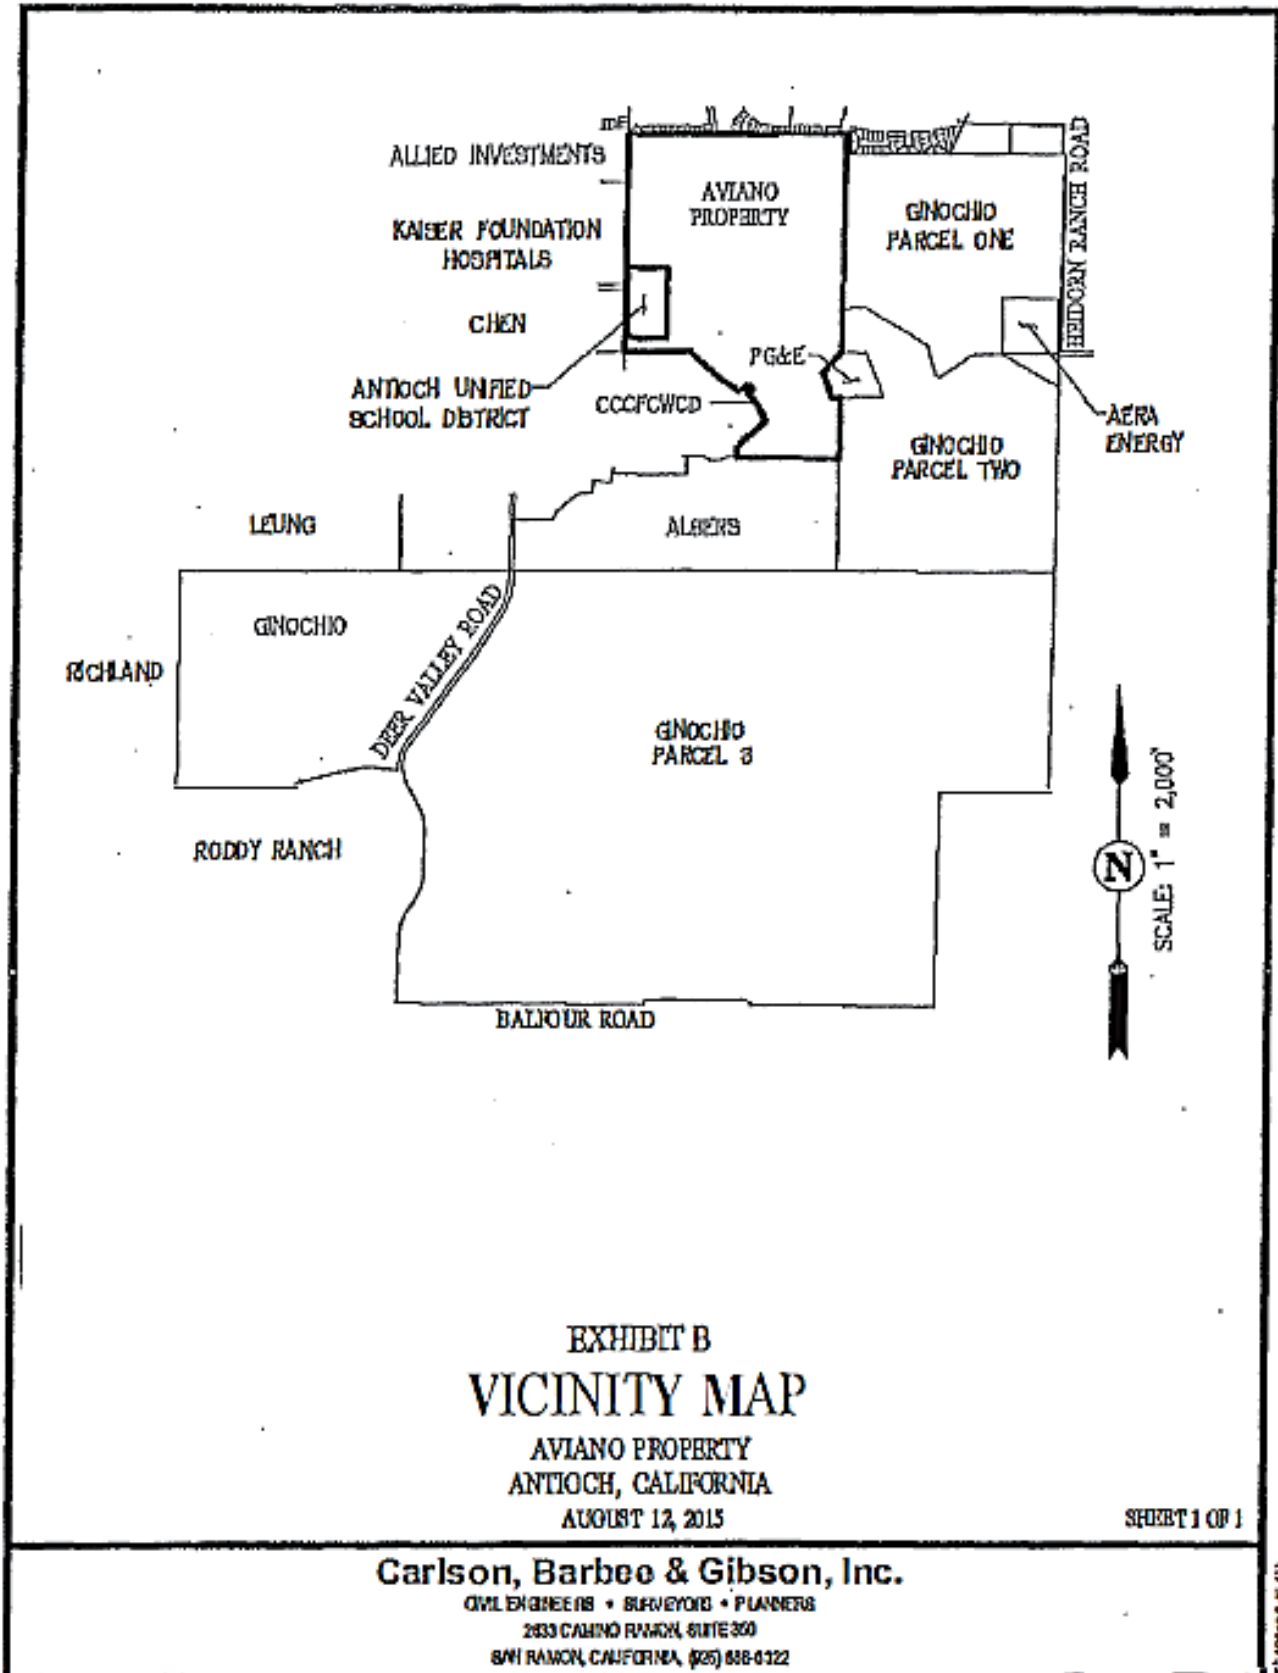 ALLIED INVESTMENTS
AVIANO
PROPERTY
GINOCHIO
PARCEL ONE
HEIDORN RANCH ROAD
KAISER FOUNDATION
HOSPITALS
CHEN
PG&E
ANTIOCH UNIFIED
SCHOOL DISTRICT
CCCFCWCD
AERA
ENERGY
GINOCHIO
PARCEL TWO
LEUNG
ALBERS
GINOCHIO
DEER VALLEY ROAD
RICHLAND
GINOCHIO
PARCEL 3
RODDY RANCH
N
SCALE: 1" = 2,000'
BALFOUR ROAD
EXHIBIT B
VICINITY MAP
AVIANO PROPERTY
ANTIOCH, CALIFORNIA
AUGUST 12, 2015
SHEET 1 OF 1
Carlson, Barbee & Gibson, Inc.
CIVIL ENGINEERS • SURVEYORS • PLANNERS
2633 CAMINO RAMON, SUITE 350
SAN RAMON, CALIFORNIA, (925)